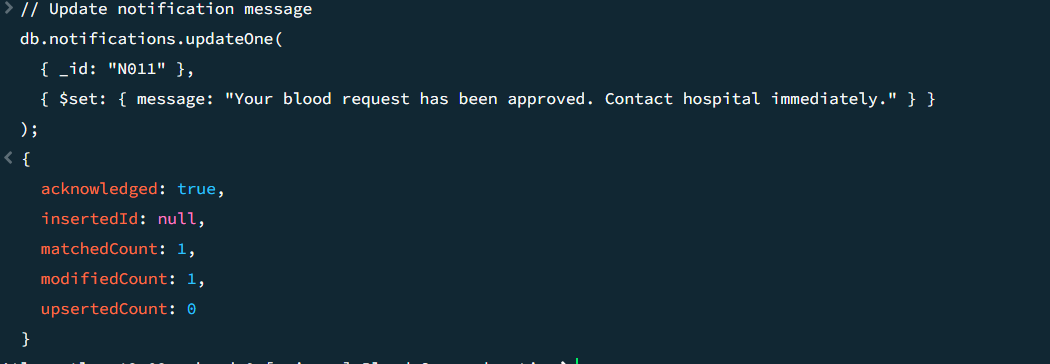 > // Update notification message
db.notifications.updateOne(
  { _id: "N011" },
  { $set: { message: "Your blood request has been approved. Contact hospital immediately." } }
);
< {
  acknowledged: true,
  insertedId: null,
  matchedCount: 1,
  modifiedCount: 1,
  upsertedCount: 0
}